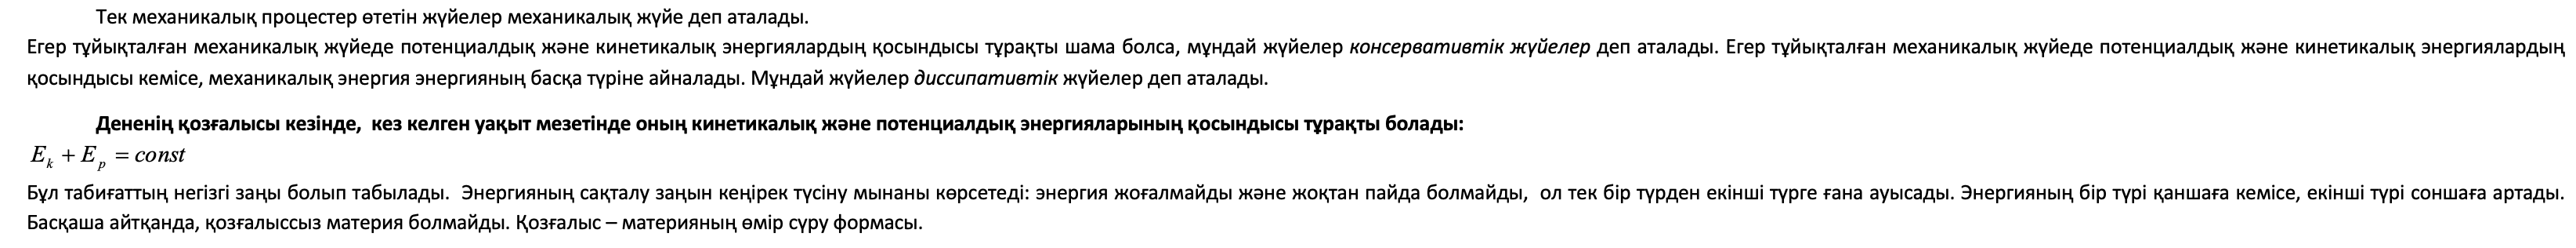 Тек механикалық процестер өтетін жүйелер механикалық жүйе деп аталады.
Егер тұйықталған механикалық жүйеде потенциалдық және кинетикалық энергиялардың қосындысы тұрақты шама болса, мұндай жүйелер консервативтік жүйелер деп аталады. Егер тұйықталған механикалық жүйеде потенциалдық және кинетикалық энергиялардың
қосындысы кемісе, механикалық энергия энергияның басқа түріне айналады. Мұндай жүйелер диссипативтік жүйелер деп аталады.
Дененің қозғалысы кезінде,  кез келген уақыт мезетінде оның кинетикалық және потенциалдық энергияларының қосындысы тұрақты болады:
E_k + E_p = const
Бұл табиғаттың негізгі заңы болып табылады.  Энергияның сақталу заңын кеңірек түсіну мынаны көрсетеді: энергия жоғалмайды және жоқтан пайда болмайды,  ол тек бір түрден екінші түрге ғана ауысады. Энергияның бір түрі қаншаға кемісе, екінші түрі соншаға артады.
Басқаша айтқанда, қозғалыссыз материя болмайды. Қозғалыс – материяның өмір сүру формасы.